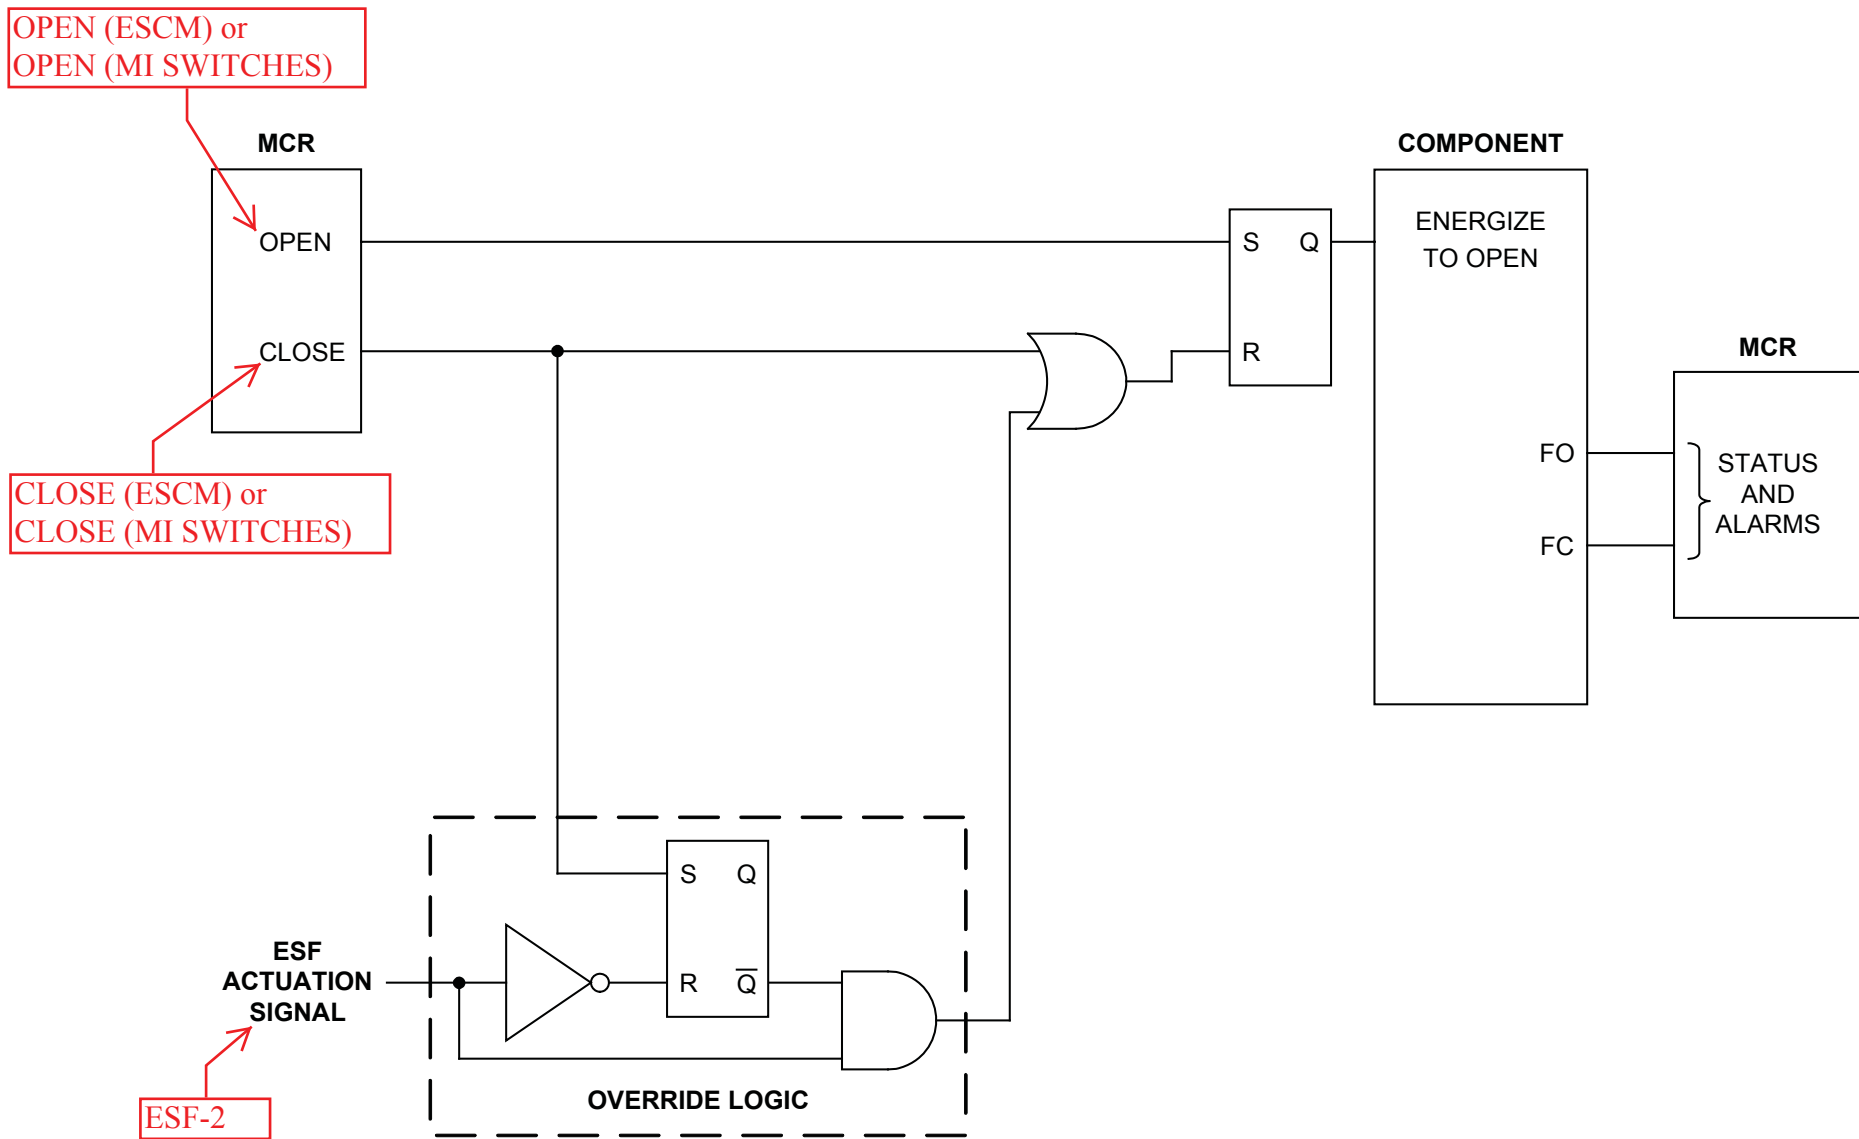 OPEN (ESCM) or
OPEN (MI SWITCHES)
MCR
OPEN
CLOSE
CLOSE (ESCM) or
CLOSE (MI SWITCHES)
S Q
R
COMPONENT
ENERGIZE
TO OPEN
FO
FC
MCR
STATUS
AND
ALARMS
ESF
ACTUATION
SIGNAL
ESF-2
S Q
R Q̅
OVERRIDE LOGIC